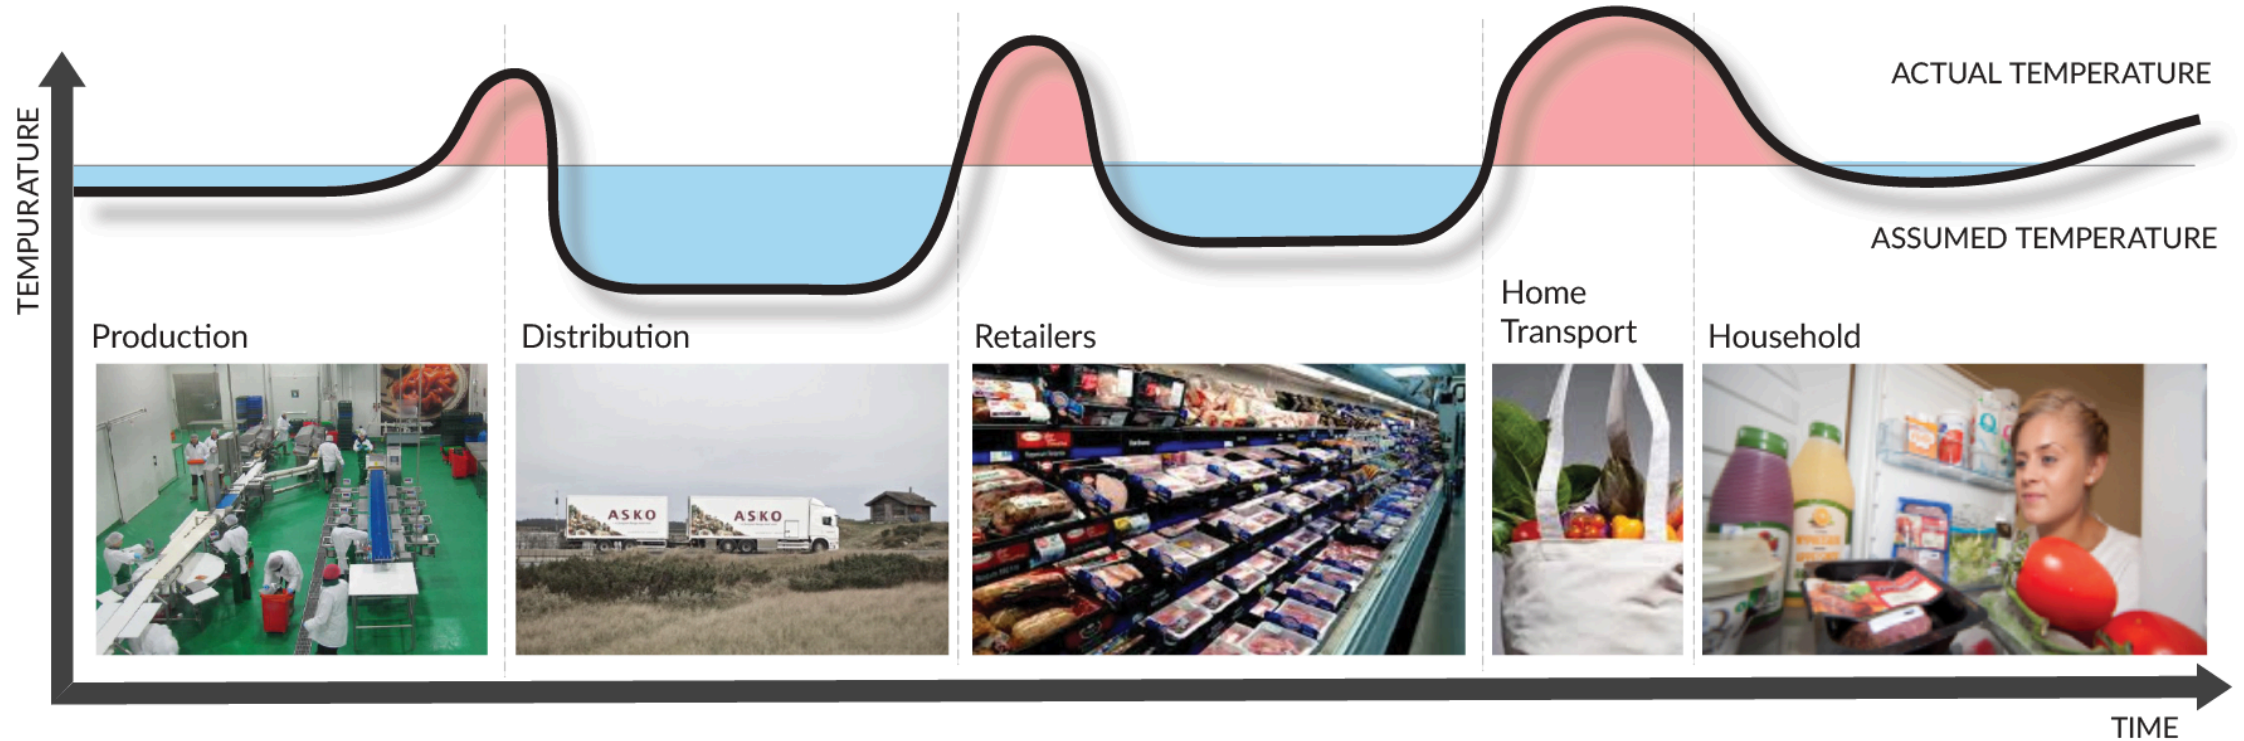 ACTUAL TEMPERATURE
TEMPURATURE
ASSUMED TEMPERATURE
Production
Distribution
Retailers
Home
Transport
Household
ASKO
ASKO
TIME